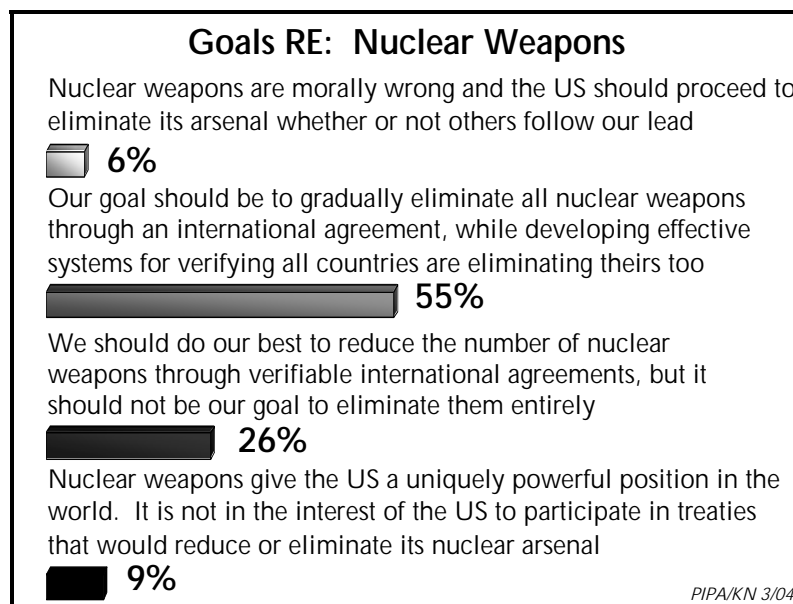 Goals RE: Nuclear Weapons
Nuclear weapons are morally wrong and the US should proceed to
eliminate its arsenal whether or not others follow our lead
6%
Our goal should be to gradually eliminate all nuclear weapons
through an international agreement, while developing effective
systems for verifying all countries are eliminating theirs too
55%
We should do our best to reduce the number of nuclear
weapons through verifiable international agreements, but it
should not be our goal to eliminate them entirely
26%
Nuclear weapons give the US a uniquely powerful position in the
world. It is not in the interest of the US to participate in treaties
that would reduce or eliminate its nuclear arsenal
9%
PIPA/KN 3/04